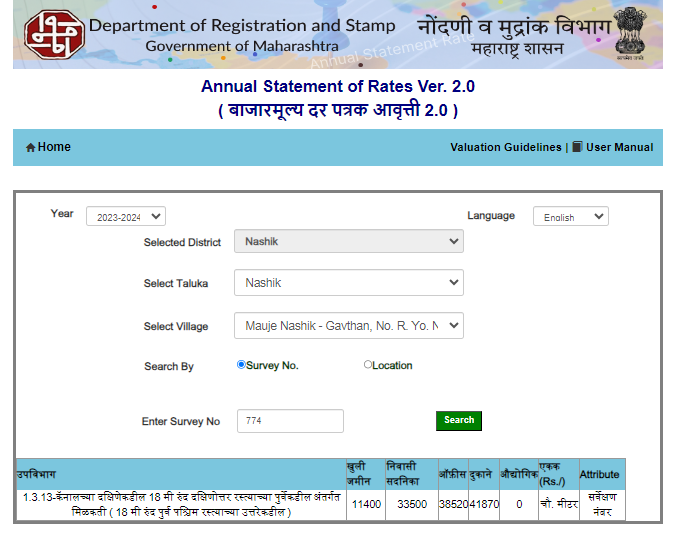 Department of Registration and Stamp
Government of Maharashtra
नोंदणी व मुद्रांक विभाग
महाराष्ट्र शासन
Annual Statement Rate
Annual Statement of Rates Ver. 2.0
( बाजारमूल्य दर पत्रक आवृत्ती 2.0 )
Home
Valuation Guidelines | User Manual
Year 2023-2024 Language English
Selected District Nashik
Select Taluka Nashik
Select Village Mauje Nashik - Gavthan, No. R. Yo. N
Search By Survey No. Location
Enter Survey No 774 Search
उपविभाग खुली जमीन निवासी सदनिका ऑफ़ीस दुकाने औद्योगिक एकक (Rs./) Attribute
1.3.13-कॅनालच्या दक्षिणेकडील 18 मी रुंद दक्षिणोत्तर रस्त्याच्या पुर्वेकडील अंतर्गत
मिळकती ( 18 मी रुंद पुर्व पश्चिम रस्त्याच्या उत्तरेकडील )
11400 33500 38520 41870 0 चौ. मीटर सर्वेक्षण नंबर